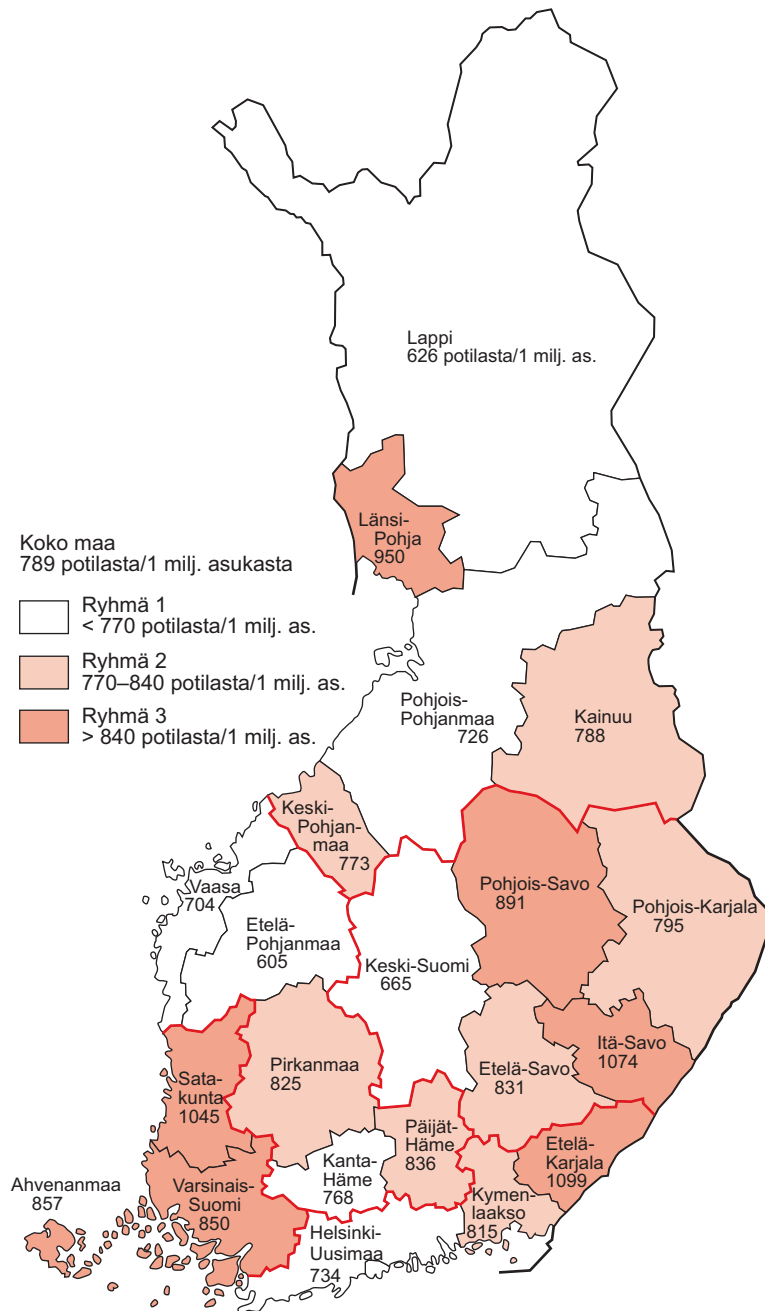 Lappi
626 potilasta/1 milj. as.
Länsi-
Pohja
950
Koko maa
789 potilasta/1 milj. asukasta
Ryhmä 1
< 770 potilasta/1 milj. as.
Ryhmä 2
770–840 potilasta/1 milj. as.
Ryhmä 3
> 840 potilasta/1 milj. as.
Pohjois-
Pohjanmaa
726
Kainuu
788
Keski-
Pohjan-
maa
773
Vaasa
704
Etelä-
Pohjanmaa
605
Keski-Suomi
665
Pohjois-Savo
891
Pohjois-Karjala
795
Itä-Savo
1074
Etelä-Savo
831
Pirkanmaa
825
Sata-
kunta
1045
Päijät-
Häme
836
Etelä-
Karjala
1099
Kanta-
Häme
768
Kymen-
laakso
815
Ahvenanmaa
857
Varsinais-
Suomi
850
Helsinki-
Uusimaa
734